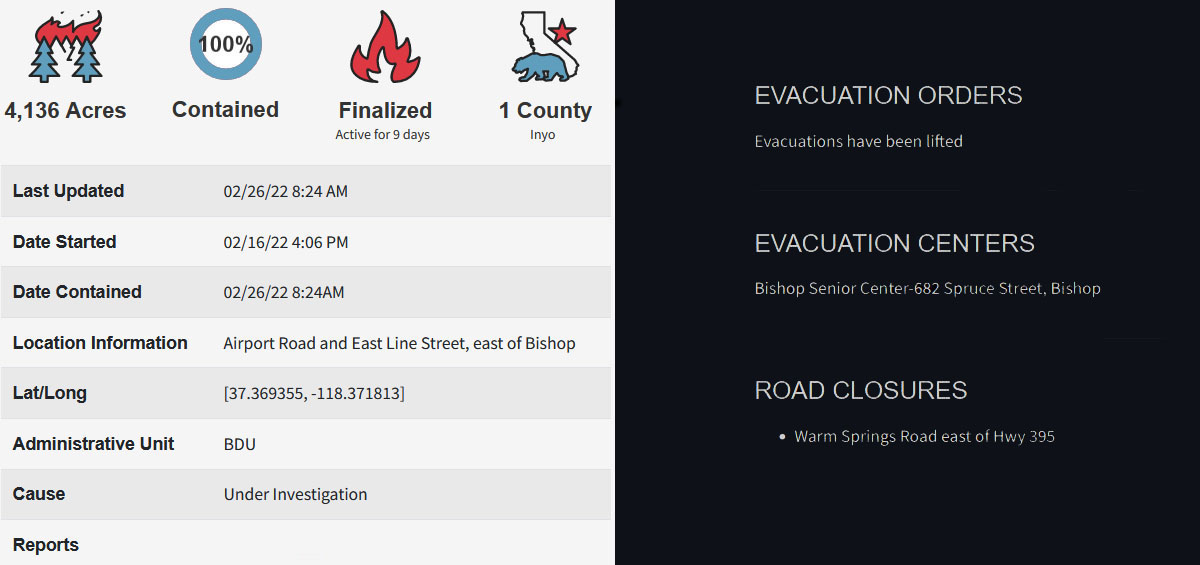 100%
4,136 Acres
Contained
Finalized
Active for 9 days
1 County
Inyo
Last Updated 02/26/22 8:24 AM
Date Started 02/16/22 4:06 PM
Date Contained 02/26/22 8:24AM
Location Information Airport Road and East Line Street, east of Bishop
Lat/Long [37.369355, -118.371813]
Administrative Unit BDU
Cause Under Investigation
Reports
EVACUATION ORDERS
Evacuations have been lifted
EVACUATION CENTERS
Bishop Senior Center-682 Spruce Street, Bishop
ROAD CLOSURES
• Warm Springs Road east of Hwy 395